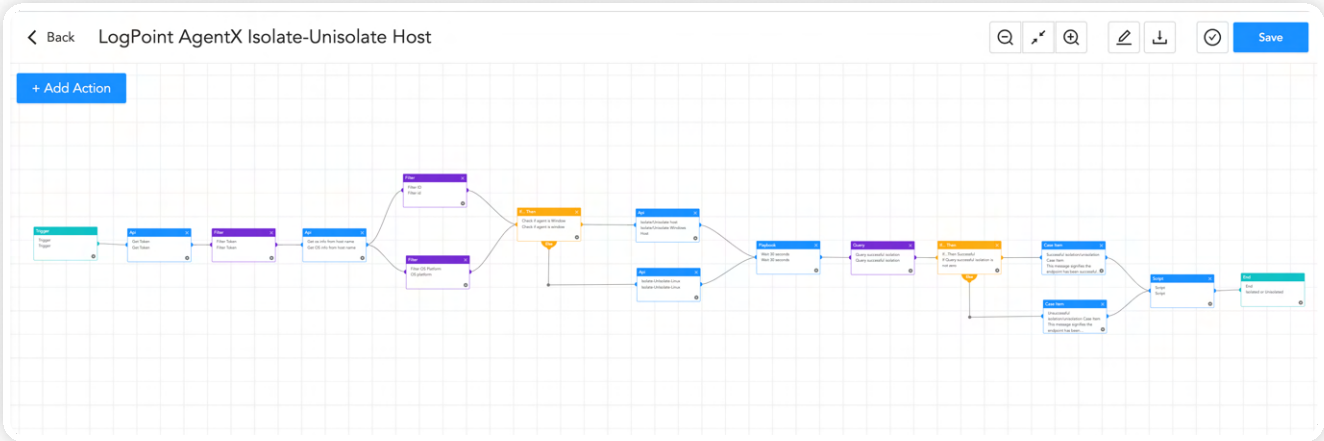 Back
LogPoint AgentX Isolate-Unisolate Host
Save
+ Add Action
Trigger
Trigger
Trigger
Api
Get Token
Get Token
Filter
Filter Token
Filter Token
Api
Get os info from host name
Get OS info from host name
Filter
Filter ID
Filter id
Filter
Filter OS Platform
OS platform
If...Then
Check if agent is Window
Check if agent is window
Else
Api
Isolate/Unisolate host
Isolate/Unisolate Windows
Host
Api
Isolate-Unisolate Linux
Isolate-Unisolate Linux
Playbook
Wait 30 seconds
Wait 30 seconds
Query
Query successful isolation
Query successful isolation
If...Then
If...Then Successful
If Query successful isolation is
not zero
Else
Case Item
Successful isolation/unisolation
Case Item
This message signifies the
endpoint has been successful
Case Item
Unsuccessful
isolation/unisolation Case Item
This message signifies the
endpoint has been...
Script
Script
Script
End
End
Isolated or Unisolated